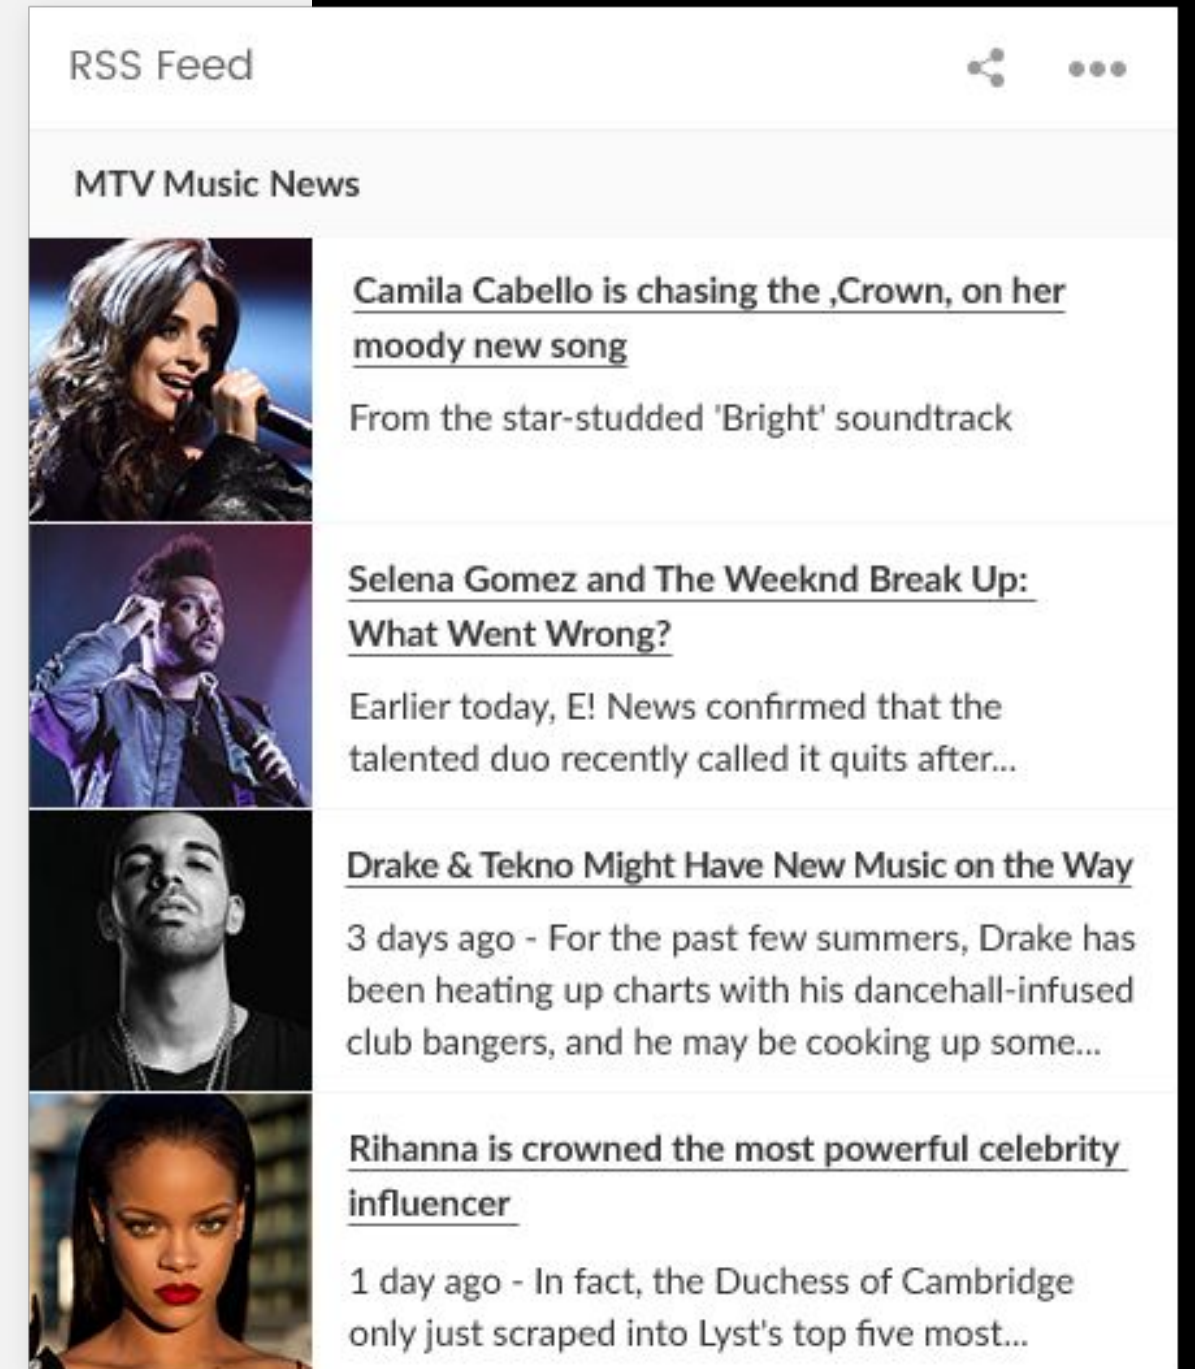 RSS Feed
MTV Music News
Camila Cabello is chasing the ,Crown, on her
moody new song
From the star-studded 'Bright' soundtrack
Selena Gomez and The Weeknd Break Up:
What Went Wrong?
Earlier today, E! News confirmed that the
talented duo recently called it quits after...
Drake & Tekno Might Have New Music on the Way
3 days ago - For the past few summers, Drake has
been heating up charts with his dancehall-infused
club bangers, and he may be cooking up some...
Rihanna is crowned the most powerful celebrity
influencer
1 day ago - In fact, the Duchess of Cambridge
only just scraped into Lyst's top five most...